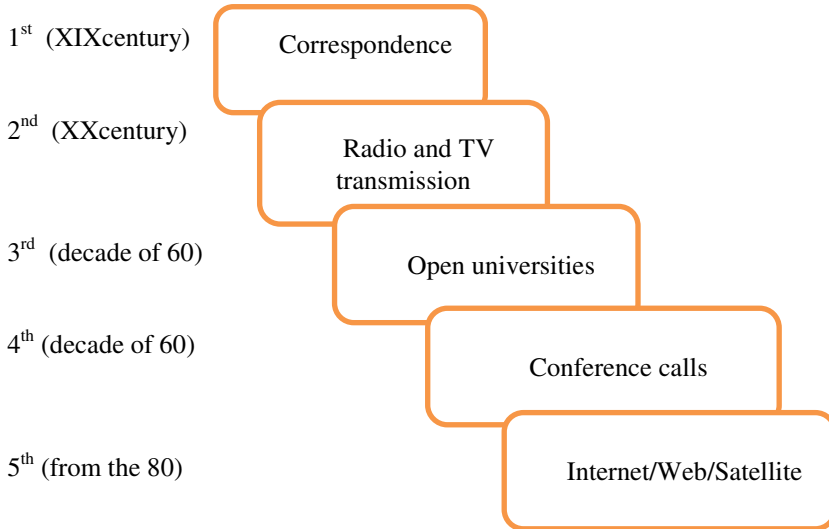 1st (XIXcentury)
Correspondence
2nd (XXcentury)
Radio and TV
transmission
3rd (decade of 60)
Open universities
4th (decade of 60)
Conference calls
5th (from the 80)
Internet/Web/Satellite